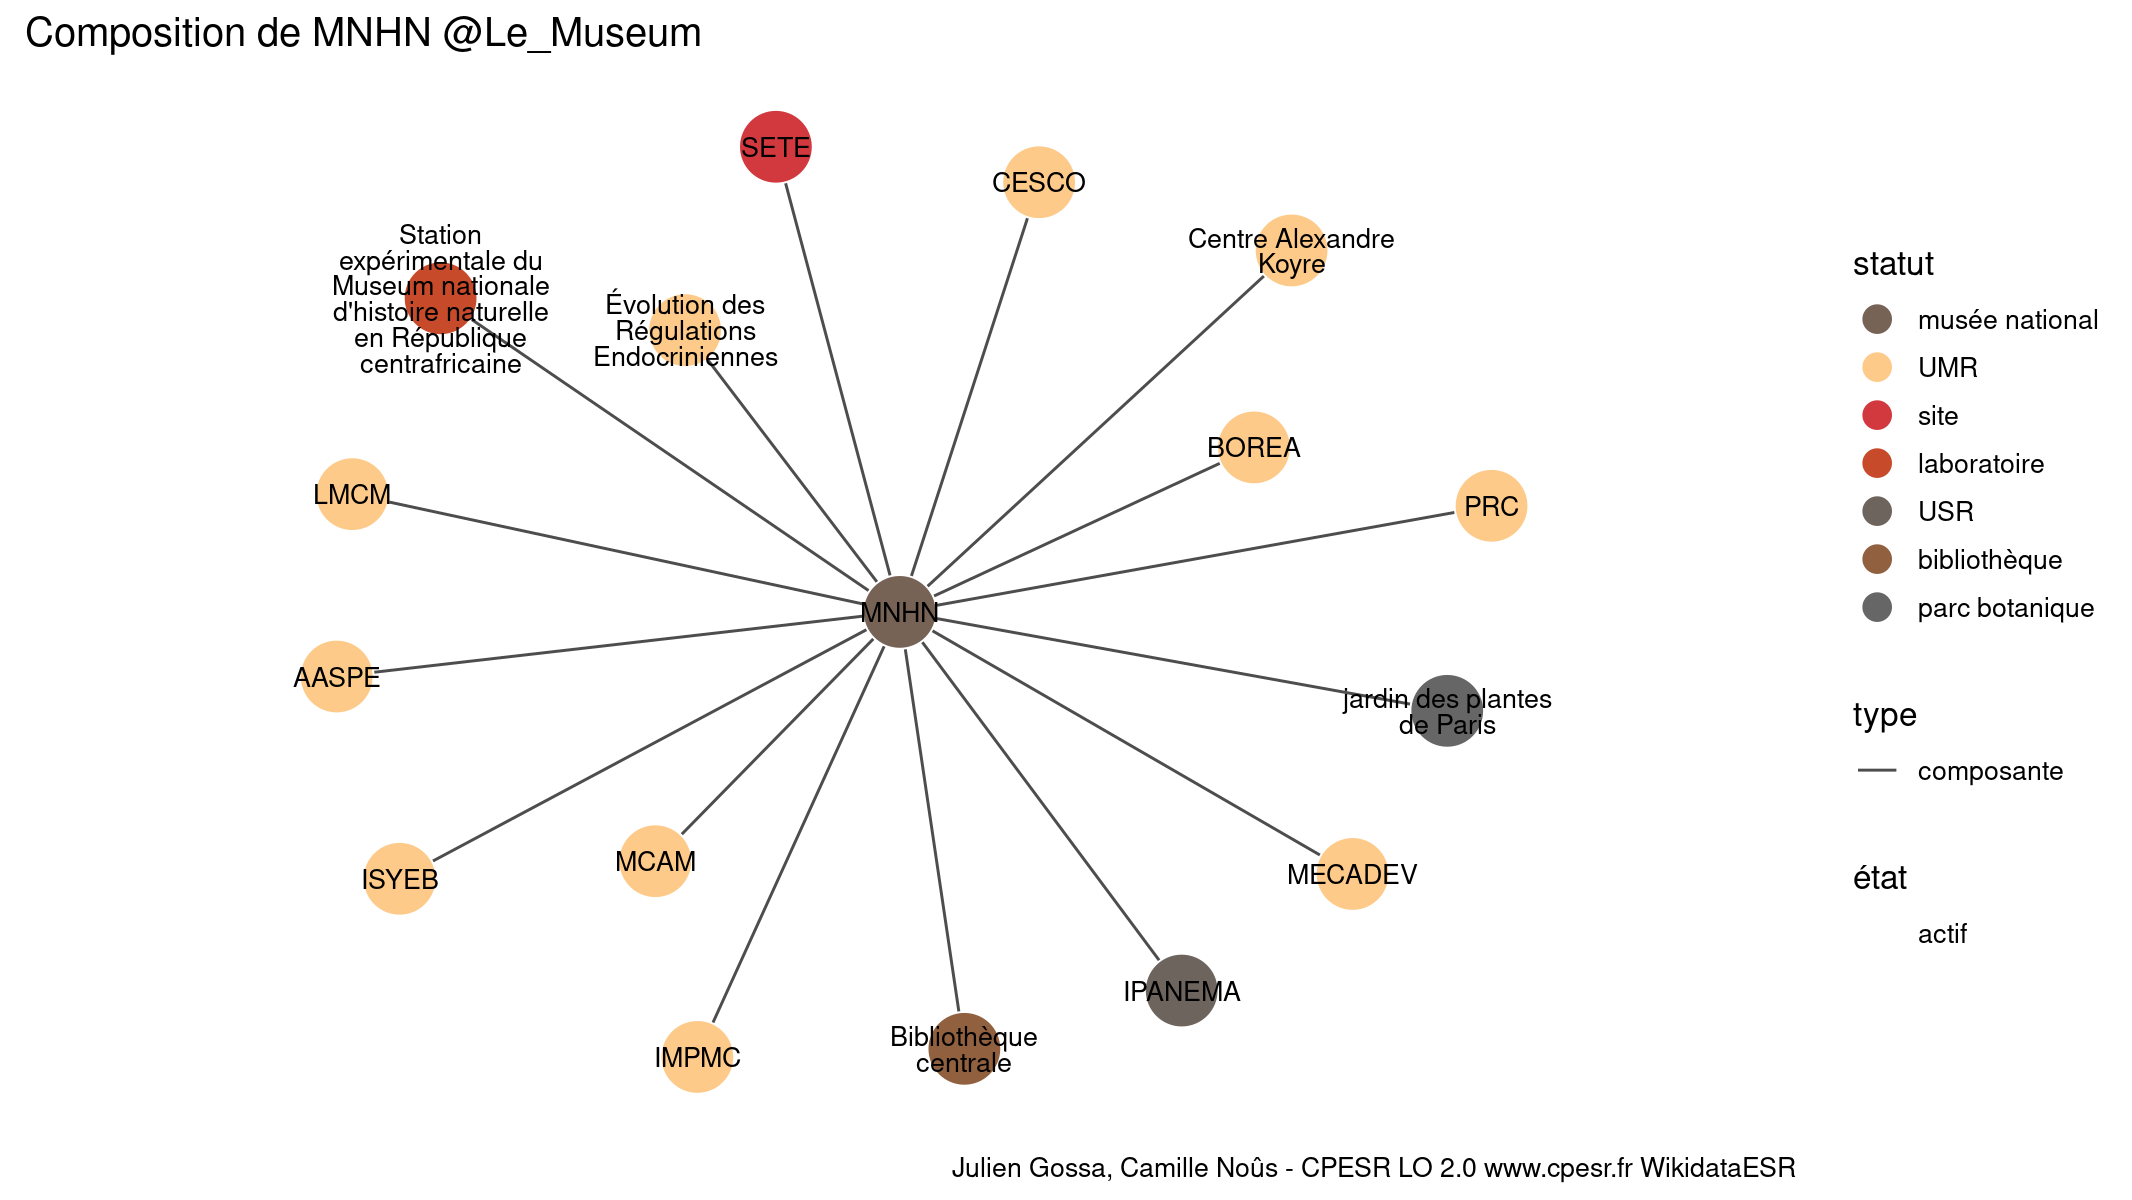 Composition de MNHN @Le_Museum
SETE
CESCO
Centre Alexandre
Koyre
Station
expérimentale du
Museum nationale
d'histoire naturelle
en République
centrafricaine
Évolution des
Régulations
Endocriniennes
BOREA
LMCM
PRC
MNHN
AASPE
jardin des plantes
de Paris
MCAM
ISYEB
MECADEV
IPANEMA
Bibliothèque
centrale
IMPMC
statut
musée national
UMR
site
laboratoire
USR
bibliothèque
parc botanique
type
composante
état
actif
Julien Gossa, Camille Noûs - CPESR LO 2.0 www.cpesr.fr WikidataESR